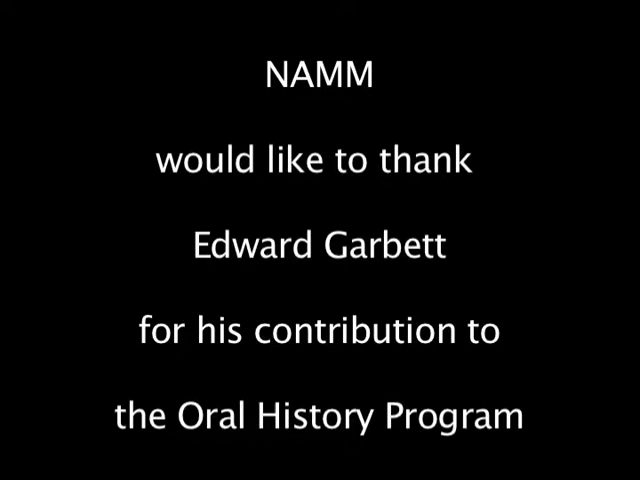 NAMM
would like to thank
Edward Garbett
for his contribution to
the Oral History Program